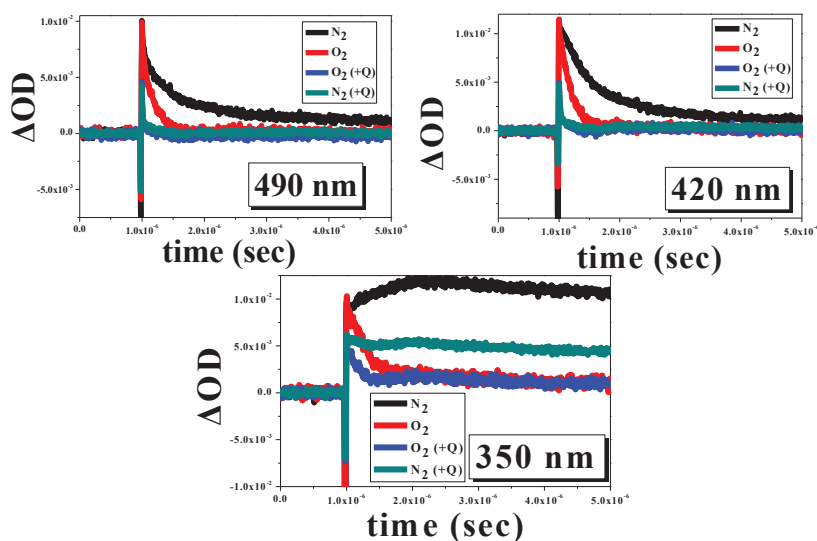 ΔOD
1.0x10⁻²
5.0x10⁻³
0.0
-5.0x10⁻³
N₂
O₂
O₂ (+Q)
N₂ (+Q)
490 nm
0.0 1.0x10⁻⁶ 2.0x10⁻⁶ 3.0x10⁻⁶ 4.0x10⁻⁶ 5.0x10⁻⁶
time (sec)
ΔOD
1.0x10⁻²
5.0x10⁻³
0.0
-5.0x10⁻³
N₂
O₂
O₂ (+Q)
N₂ (+Q)
420 nm
0.0 1.0x10⁻⁶ 2.0x10⁻⁶ 3.0x10⁻⁶ 4.0x10⁻⁶ 5.0x10⁻⁶
time (sec)
ΔOD
1.0x10⁻²
5.0x10⁻³
0.0
-5.0x10⁻³
-1.0x10⁻²
N₂
O₂
O₂ (+Q)
N₂ (+Q)
350 nm
0.0 1.0x10⁻⁶ 2.0x10⁻⁶ 3.0x10⁻⁶ 4.0x10⁻⁶ 5.0x10⁻⁶
time (sec)